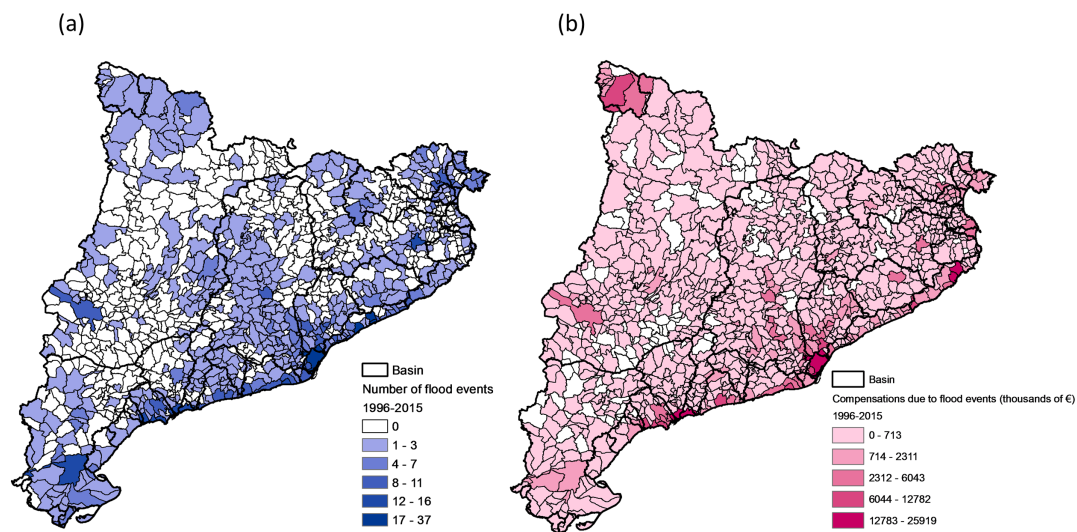 (a)
(b)
Basin
Number of flood events
1996-2015
0
1 - 3
4 - 7
8 - 11
12 - 16
17 - 37
Basin
Compensations due to flood events (thousands of €)
1996-2015
0 - 713
714 - 2311
2312 - 6043
6044 - 12782
12783 - 25919